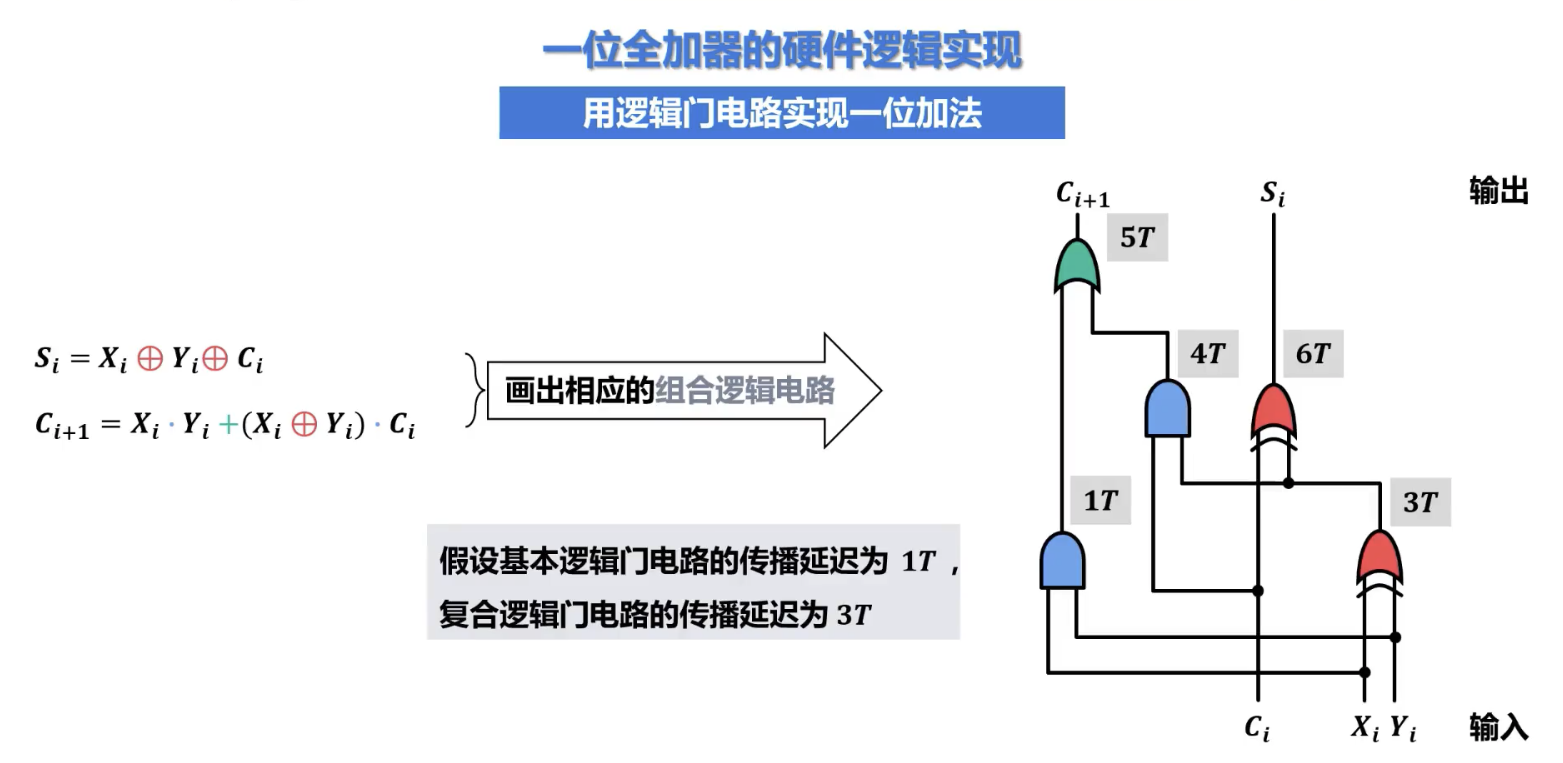 一位全加器的硬件逻辑实现
用逻辑门电路实现一位加法
C_{i+1}
S_i
输出
5T
4T
6T
S_i = X_i ⊕ Y_i ⊕ C_i
C_{i+1} = X_i · Y_i + (X_i ⊕ Y_i) · C_i
画出相应的组合逻辑电路
1T
3T
假设基本逻辑门电路的传播延迟为 1T ，
复合逻辑门电路的传播延迟为 3T
C_i
X_i
Y_i
输入